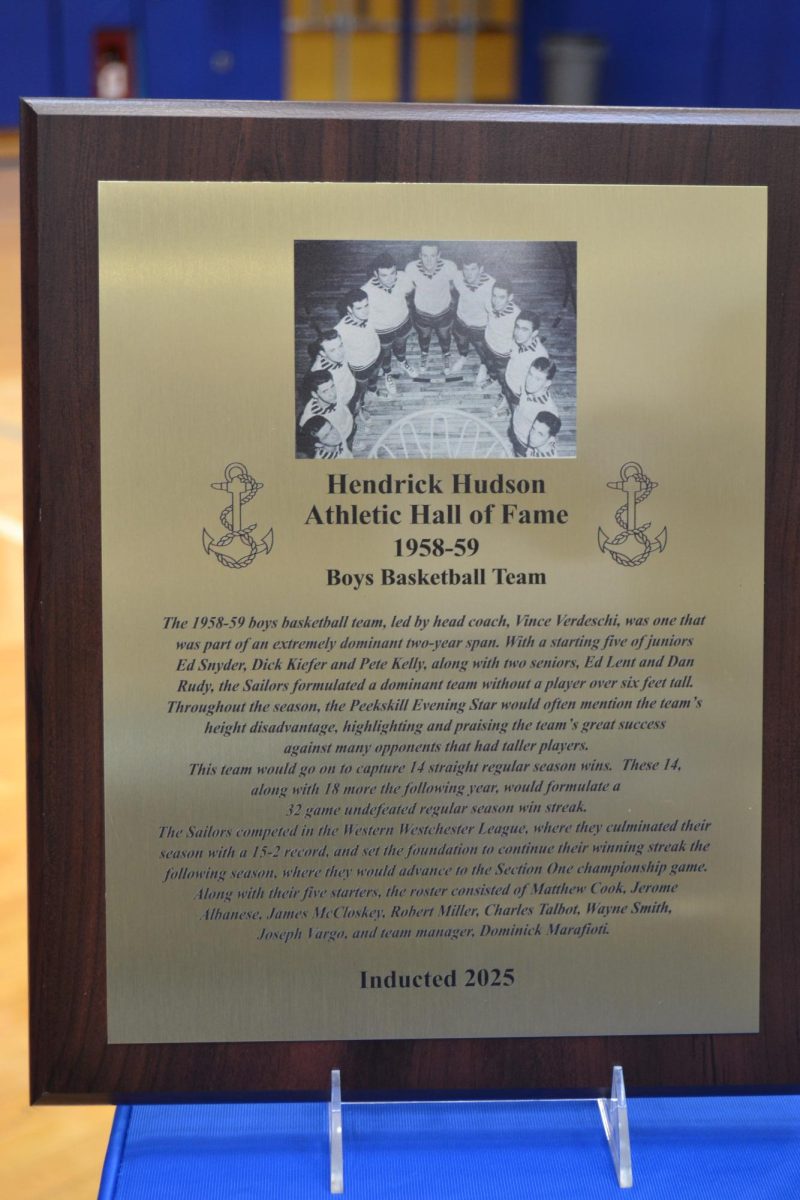 Hendrick Hudson
Athletic Hall of Fame
1958-59
Boys Basketball Team
The 1958-59 boys basketball team, led by head coach, Vince Verdeschi, was one that
was part of an extremely dominant two-year span. With a starting five of juniors
Ed Snyder, Dick Kiefer and Pete Kelly, along with two seniors, Ed Lent and Dan
Rudy, the Sailors formulated a dominant team without a player over six feet tall.
Throughout the season, the Peekskill Evening Star would often mention the team's
height disadvantage, highlighting and praising the team's great success
against many opponents that had taller players.
This team would go on to capture 14 straight regular season wins. These 14,
along with 18 more the following year, would formulate a
32 game undefeated regular season win streak.
The Sailors competed in the Western Westchester League, where they culminated their
season with a 15-2 record, and set the foundation to continue their winning streak the
following season, where they would advance to the Section One championship game.
Along with their five starters, the roster consisted of Matthew Cook, Jerome
Albanese, James McCloskey, Robert Miller, Charles Talbot, Wayne Smith,
Joseph Vargo, and team manager, Dominick Marafioti.
Inducted 2025